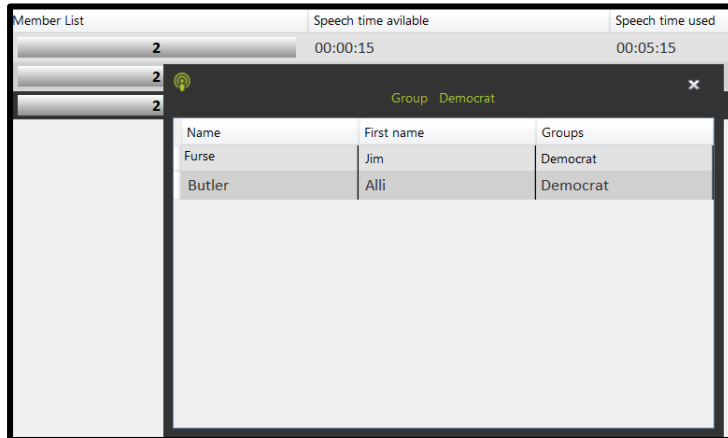 Member List Speech time avilable Speech time used
2 00:00:15 00:05:15
2
2
Group Democrat
Name First name Groups
Furse Jim Democrat
Butler Alli Democrat